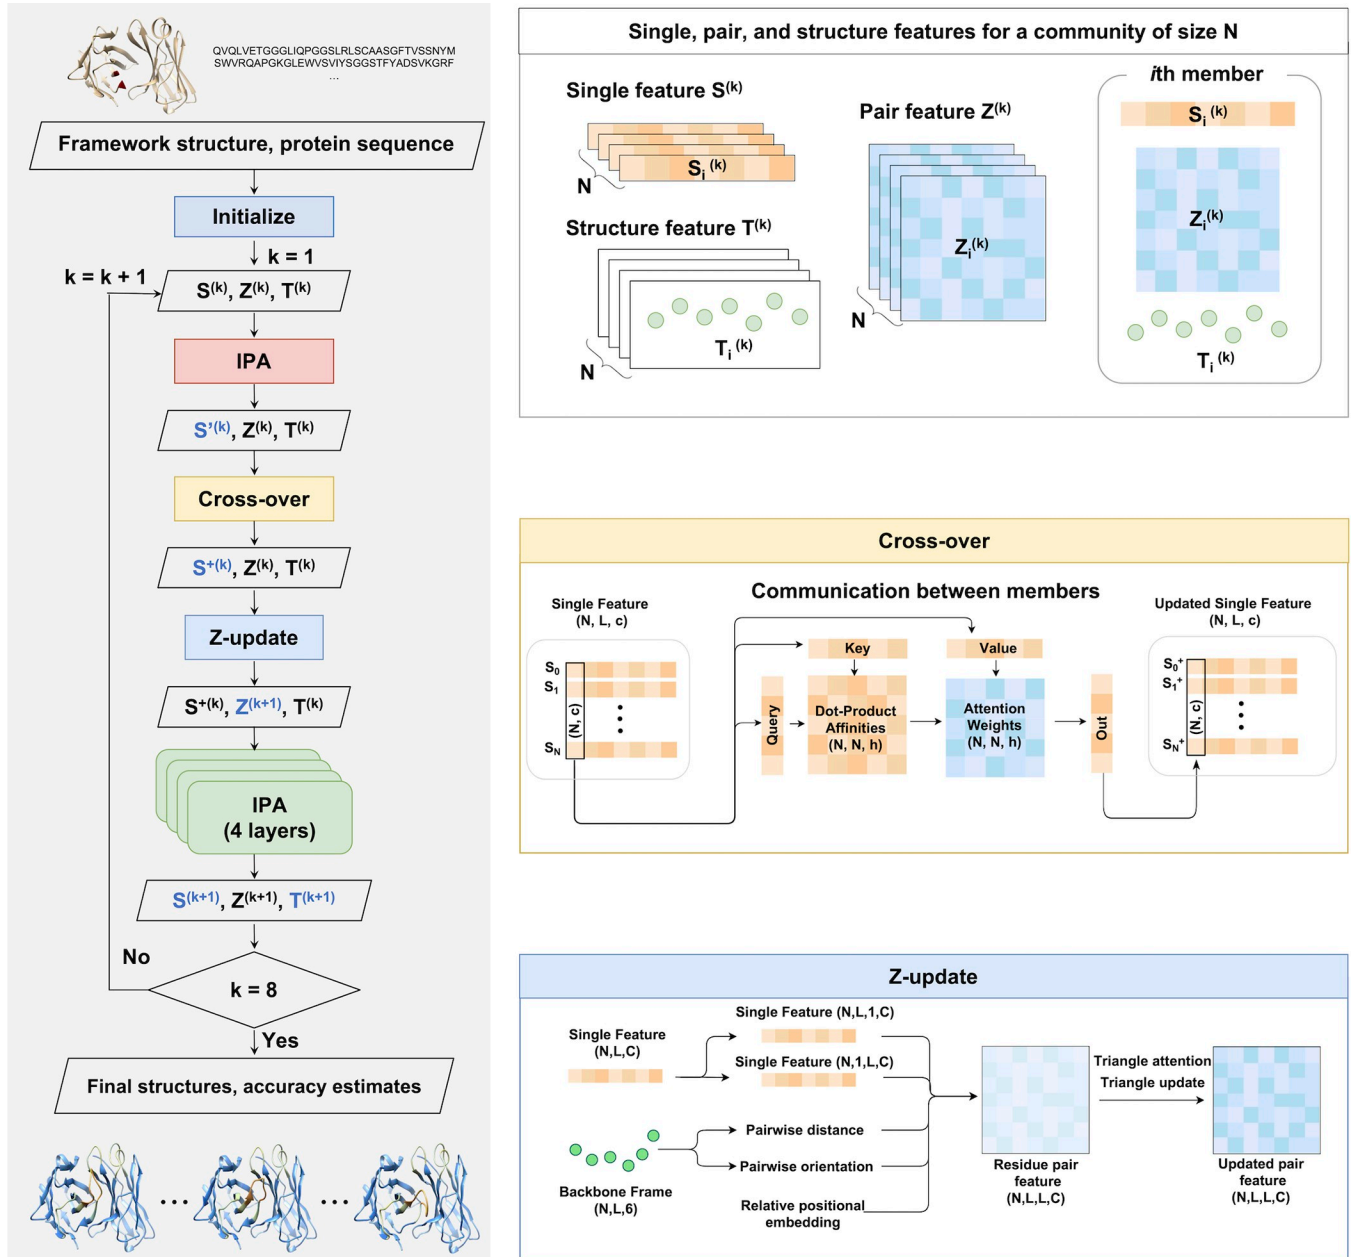 QVQLVETGGGLIQPGGSLRLSCAASGFTVSSNYM
SWVRQAPGKGLEWVSVIYSGGSTFYADSVKGRF
...
Framework structure, protein sequence
Initialize
k = 1
k = k + 1
S(k), Z(k), T(k)
IPA
S’(k), Z(k), T(k)
Cross-over
S+(k), Z(k), T(k)
Z-update
S+(k), Z(k+1), T(k)
IPA
(4 layers)
S(k+1), Z(k+1), T(k+1)
No
k = 8
Yes
Final structures, accuracy estimates
Single, pair, and structure features for a community of size N
Single feature S(k)
N
Si(k)
Structure feature T(k)
N
Ti(k)
Pair feature Z(k)
N
Zi(k)
ith member
Si(k)
Zi(k)
Ti(k)
Cross-over
Communication between members
Single Feature
(N, L, c)
S0
S1
SN
(N, c)
Key
Value
Query
Dot-Product
Affinities
(N, N, h)
Attention
Weights
(N, N, h)
Out
Updated Single Feature
(N, L, c)
S0+
S1+
SN+
(N, c)
Z-update
Single Feature
(N,L,C)
Single Feature (N,L,1,C)
Single Feature (N,1,L,C)
Backbone Frame
(N,L,6)
Pairwise distance
Pairwise orientation
Relative positional
embedding
Residue pair
feature
(N,L,L,C)
Triangle attention
Triangle update
Updated pair
feature
(N,L,L,C)